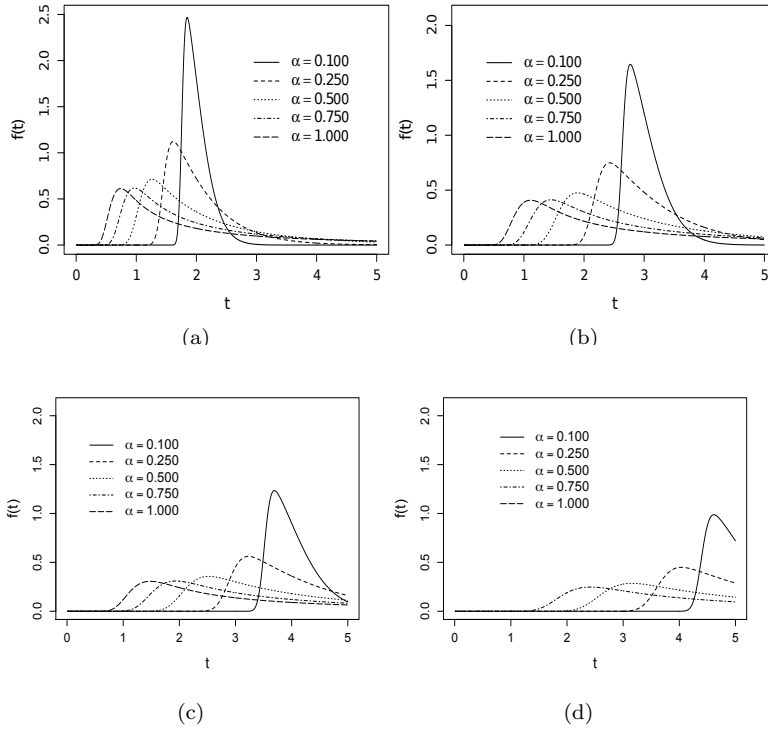 2.5
2.0
1.5
1.0
0.5
0.0
f(t)
α = 0.100
α = 0.250
α = 0.500
α = 0.750
α = 1.000
0 1 2 3 4 5
t
(a)
2.0
1.5
1.0
0.5
0.0
f(t)
α = 0.100
α = 0.250
α = 0.500
α = 0.750
α = 1.000
0 1 2 3 4 5
t
(b)
2.0
1.5
1.0
0.5
0.0
f(t)
α = 0.100
α = 0.250
α = 0.500
α = 0.750
α = 1.000
0 1 2 3 4 5
t
(c)
2.0
1.5
1.0
0.5
0.0
f(t)
α = 0.100
α = 0.250
α = 0.500
α = 0.750
α = 1.000
0 1 2 3 4 5
t
(d)